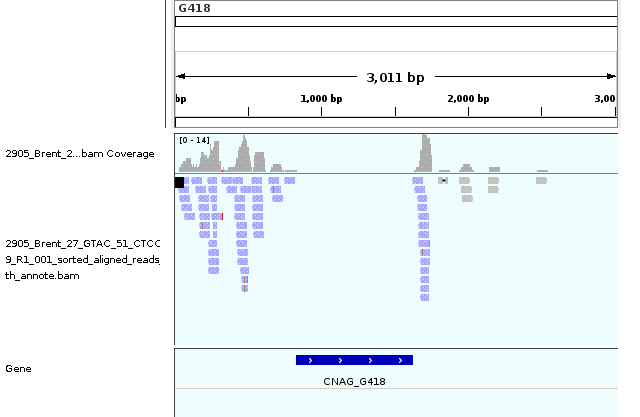 G418
3,011 bp
bp 1,000 bp 2,000 bp 3,00
[0 - 14]
2905_Brent_2...bam Coverage
2905_Brent_27_GTAC_51_CTCC
9_R1_001_sorted_aligned_reads_
th_annote.bam
Gene
CNAG_G418